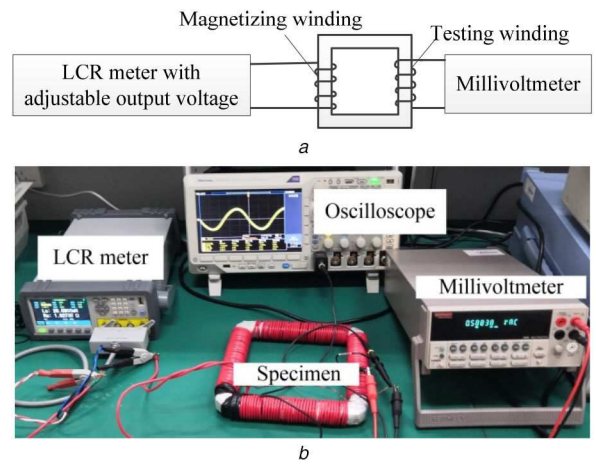 Magnetizing winding
Testing winding
LCR meter with
adjustable output voltage
Millivoltmeter
a
Oscilloscope
LCR meter
Millivoltmeter
Specimen
b